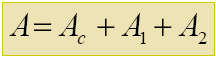 A = A_c + A_1 + A_2